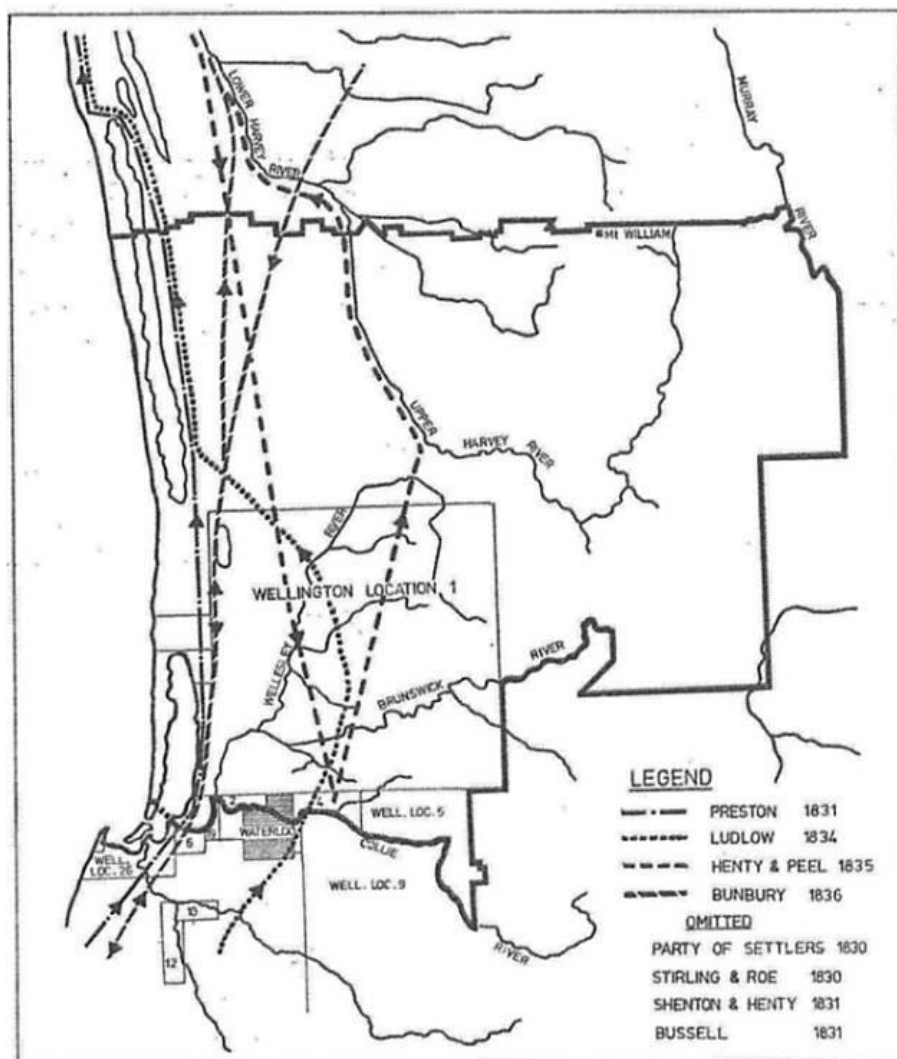 LOWER
HARVEY
RIVER
MURRAY
RIVER
Mt WILLIAM
UPPER
HARVEY
RIVER
RIVER
WELLINGTON LOCATION 1
WELLESLEY
BRUNSWICK
RIVER
WELL. LOC. 5
WATERLOO
COLLIE
6
WELL.
LOC. 26
WELL. LOC. 9
10
12
RIVER
LEGEND
PRESTON 1831
LUDLOW 1834
HENTY & PEEL 1835
BUNBURY 1836
OMITTED
PARTY OF SETTLERS 1830
STIRLING & ROE 1830
SHENTON & HENTY 1831
BUSSELL 1831